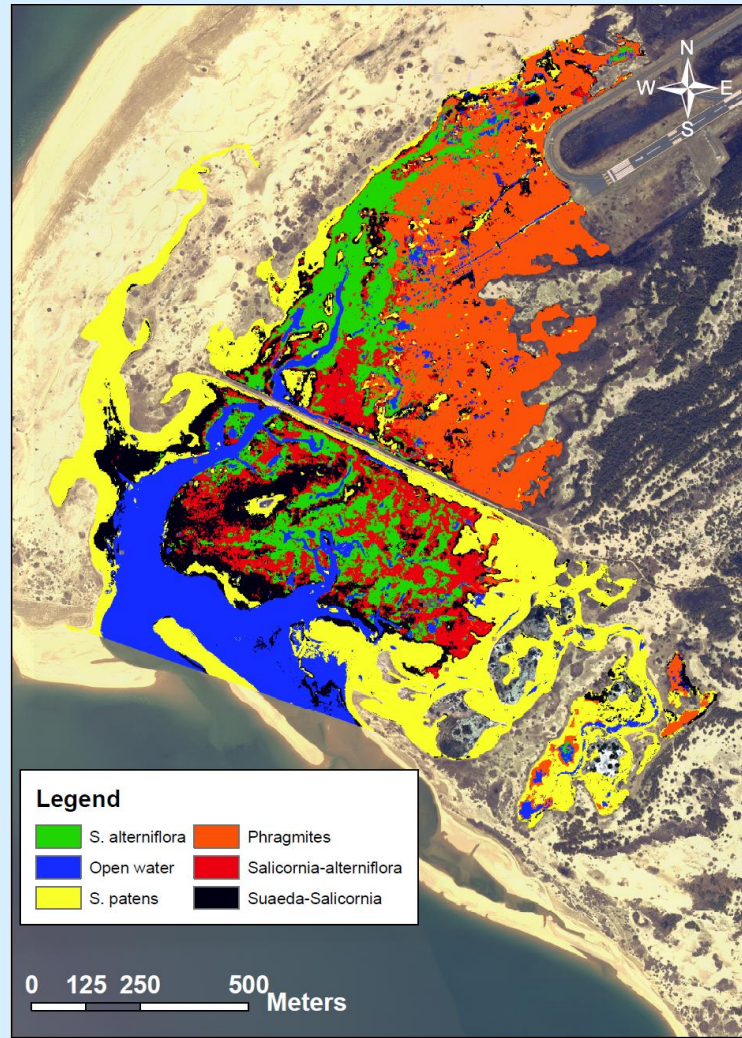 N
W E
S
Legend
S. alterniflora Phragmites
Open water Salicornia-alterniflora
S. patens Suaeda-Salicornia
0 125 250 500 Meters